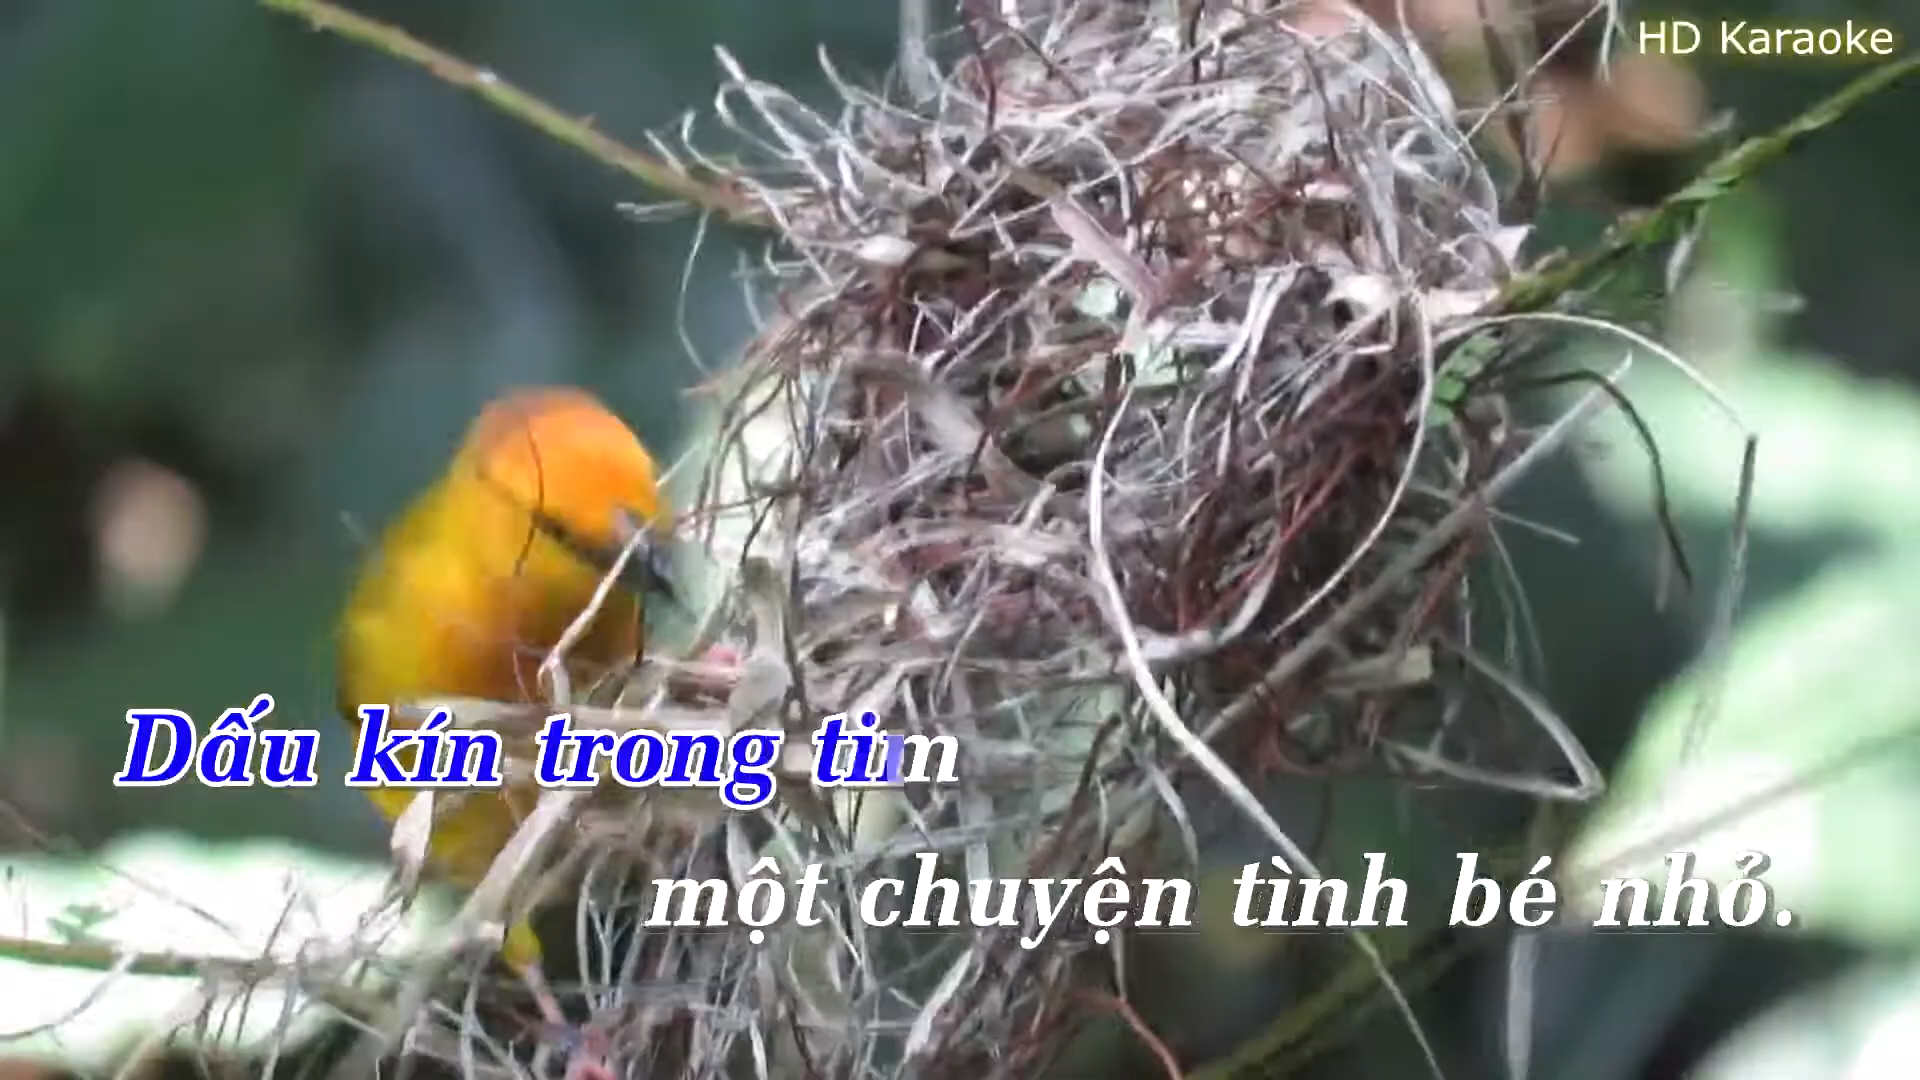 HD Karaoke
Dấu kín trong tim
một chuyện tình bé nhỏ.